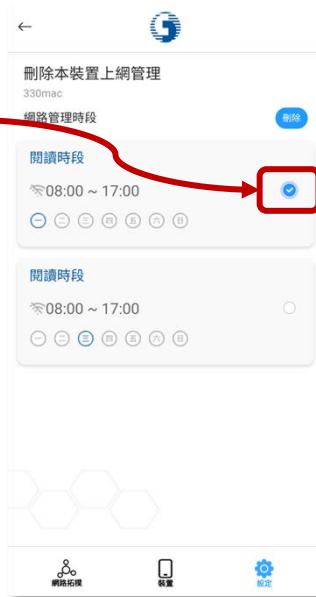 刪除本裝置上網管理
330mac
網路管理時段
刪除
閱讀時段
08:00 ~ 17:00
一 二 三 四 五 六 日
閱讀時段
08:00 ~ 17:00
一 二 三 四 五 六 日
網路拓樸 裝置 設定